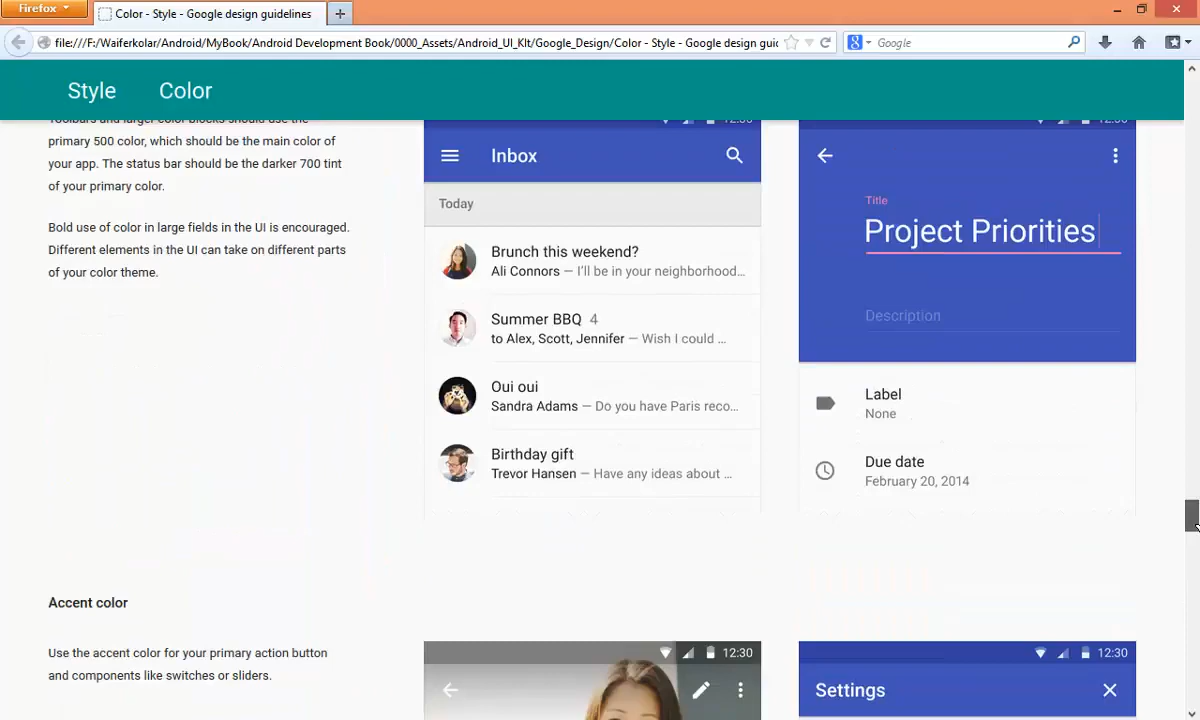 Firefox
Color - Style - Google design guidelines
file:///F:/Waiferkolar/Android/MyBook/Android Development Book/0000_Assets/Android_UI_KIt/Google_Design/Color - Style - Google design guic
Google
Style
Color
Toolbars and larger color blocks should use the
primary 500 color, which should be the main color of
your app. The status bar should be the darker 700 tint
of your primary color.
Bold use of color in large fields in the UI is encouraged.
Different elements in the UI can take on different parts
of your color theme.
12:30
Inbox
Today
Brunch this weekend?
Ali Connors — I'll be in your neighborhood...
Summer BBQ 4
to Alex, Scott, Jennifer — Wish I could ...
Oui oui
Sandra Adams — Do you have Paris reco...
Birthday gift
Trevor Hansen — Have any ideas about ...
12:30
Title
Project Priorities
Description
Label
None
Due date
February 20, 2014
Accent color
Use the accent color for your primary action button
and components like switches or sliders.
12:30
12:30
Settings